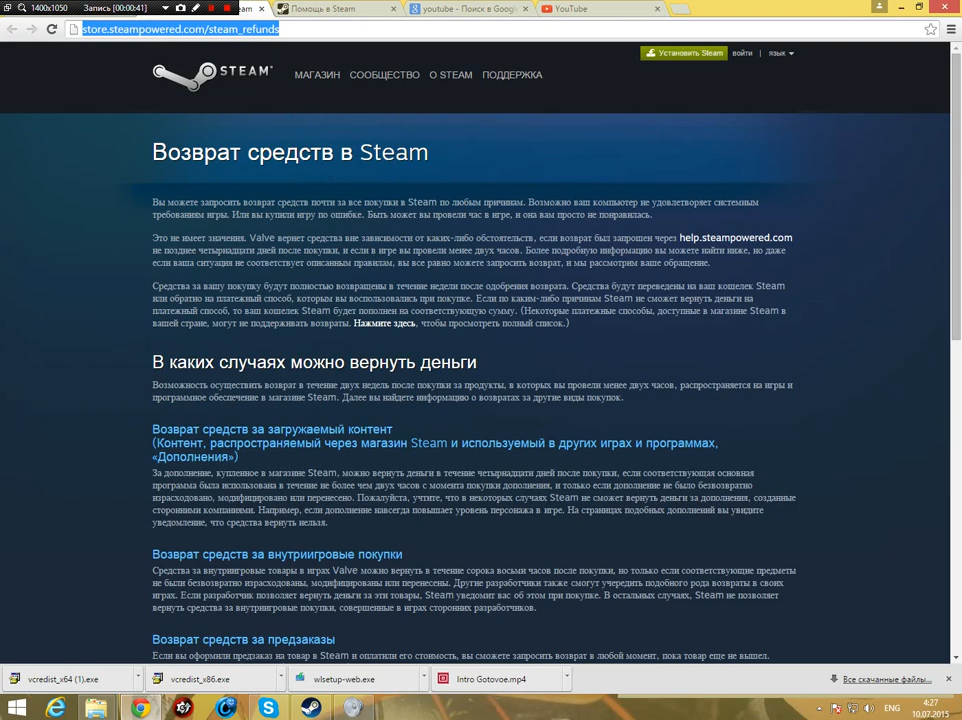 1400x1050 Запись [00:00:41]
Помощь в Steam
youtube - Поиск в Googl
YouTube
store.steampowered.com/steam_refunds
Установить Steam войти | язык
STEAM МАГАЗИН СООБЩЕСТВО О STEAM ПОДДЕРЖКА
Возврат средств в Steam
Вы можете запросить возврат средств почти за все покупки в Steam по любым причинам. Возможно ваш компьютер не удовлетворяет системным
требованиям игры. Или вы купили игру по ошибке. Быть может вы провели час в игре, и она вам просто не понравилась.
Это не имеет значения. Valve вернет средства вне зависимости от каких-либо обстоятельств, если возврат был запрошен через help.steampowered.com
не позднее четырнадцати дней после покупки, и если в игре вы провели менее двух часов. Более подробную информацию вы можете найти ниже, но даже
если ваша ситуация не соответствует описанным правилам, вы все равно можете запросить возврат, и мы рассмотрим ваше обращение.
Средства за вашу покупку будут полностью возвращены в течение недели после одобрения возврата. Средства будут переведены на ваш кошелек Steam
или обратно на платежный способ, которым вы воспользовались при покупке. Если по каким-либо причинам Steam не сможет вернуть деньги на
платежный способ, то ваш кошелек Steam будет пополнен на соответствующую сумму. (Некоторые платежные способы, доступные в магазине Steam в
вашей стране, могут не поддерживать возвраты. Нажмите здесь, чтобы просмотреть полный список.)
В каких случаях можно вернуть деньги
Возможность осуществить возврат в течение двух недель после покупки за продукты, в которых вы провели менее двух часов, распространяется на игры и
программное обеспечение в магазине Steam. Далее вы найдете информацию о возвратах за другие виды покупок.
Возврат средств за загружаемый контент
(Контент, распространяемый через магазин Steam и используемый в других играх и программах,
«Дополнения»)
За дополнение, купленное в магазине Steam, можно вернуть деньги в течение четырнадцати дней после покупки, если соответствующая основная
программа была использована в течение не более чем двух часов с момента покупки дополнения, и только если дополнение не было безвозвратно
израсходовано, модифицировано или перенесено. Пожалуйста, учтите, что в некоторых случаях Steam не сможет вернуть деньги за дополнения, созданные
сторонними компаниями. Например, если дополнение навсегда повышает уровень персонажа в игре. На страницах подобных дополнений вы увидите
уведомление, что средства вернуть нельзя.
Возврат средств за внутриигровые покупки
Средства за внутриигровые товары в играх Valve можно вернуть в течение сорока восьми часов после покупки, но только если соответствующие предметы
не были безвозвратно израсходованы, модифицированы или перенесены. Другие разработчики также смогут учередить подобного рода возвраты в своих
играх. Если разработчик позволяет вернуть деньги за эти товары, Steam уведомит вас об этом при покупке. В остальных случаях, Steam не позволяет
вернуть средства за внутриигровые покупки, совершенные в играх сторонних разработчиков.
Возврат средств за предзаказы
Если вы оформили предзаказ на товар в Steam и оплатили его стоимость, вы сможете запросить возврат в любой момент, пока товар еще не вышел.
vcredist_x64 (1).exe vcredist_x86.exe wlsetup-web.exe Intro Gotovoe.mp4 Все скачанные файлы...
ENG 4:27
10.07.2015